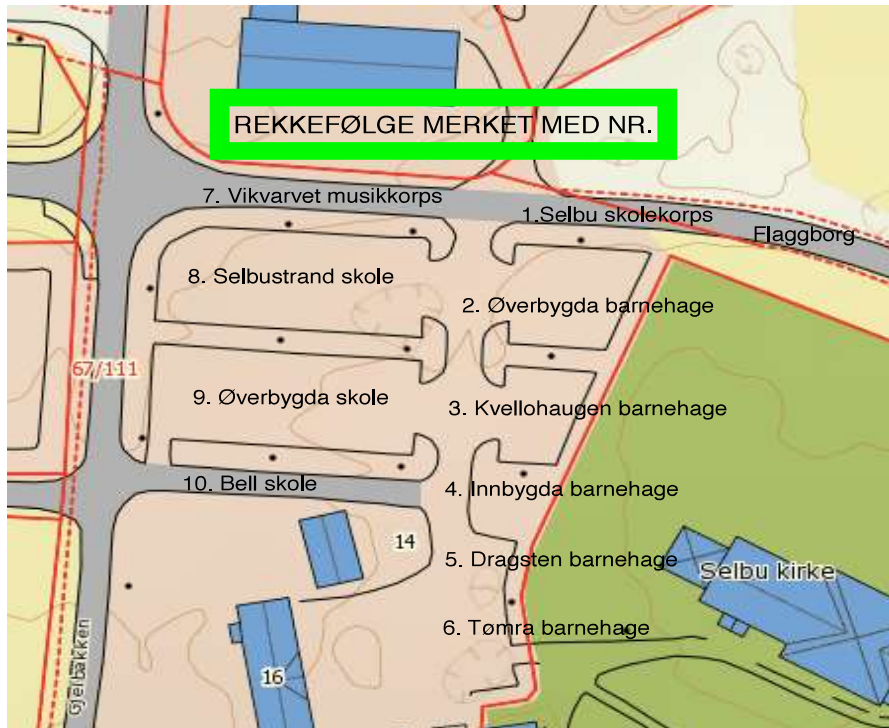 REKKEFØLGE MERKET MED NR.
7. Vikvarvet musikkorps
1.Selbu skolekorps
Flaggborg
8. Selbustrand skole
2. Øverbygda barnehage
67/111
9. Øverbygda skole
3. Kvellohaugen barnehage
10. Bell skole
4. Innbygda barnehage
14
5. Dragsten barnehage
Selbu kirke
6. Tømra barnehage
16
Gjelbakken